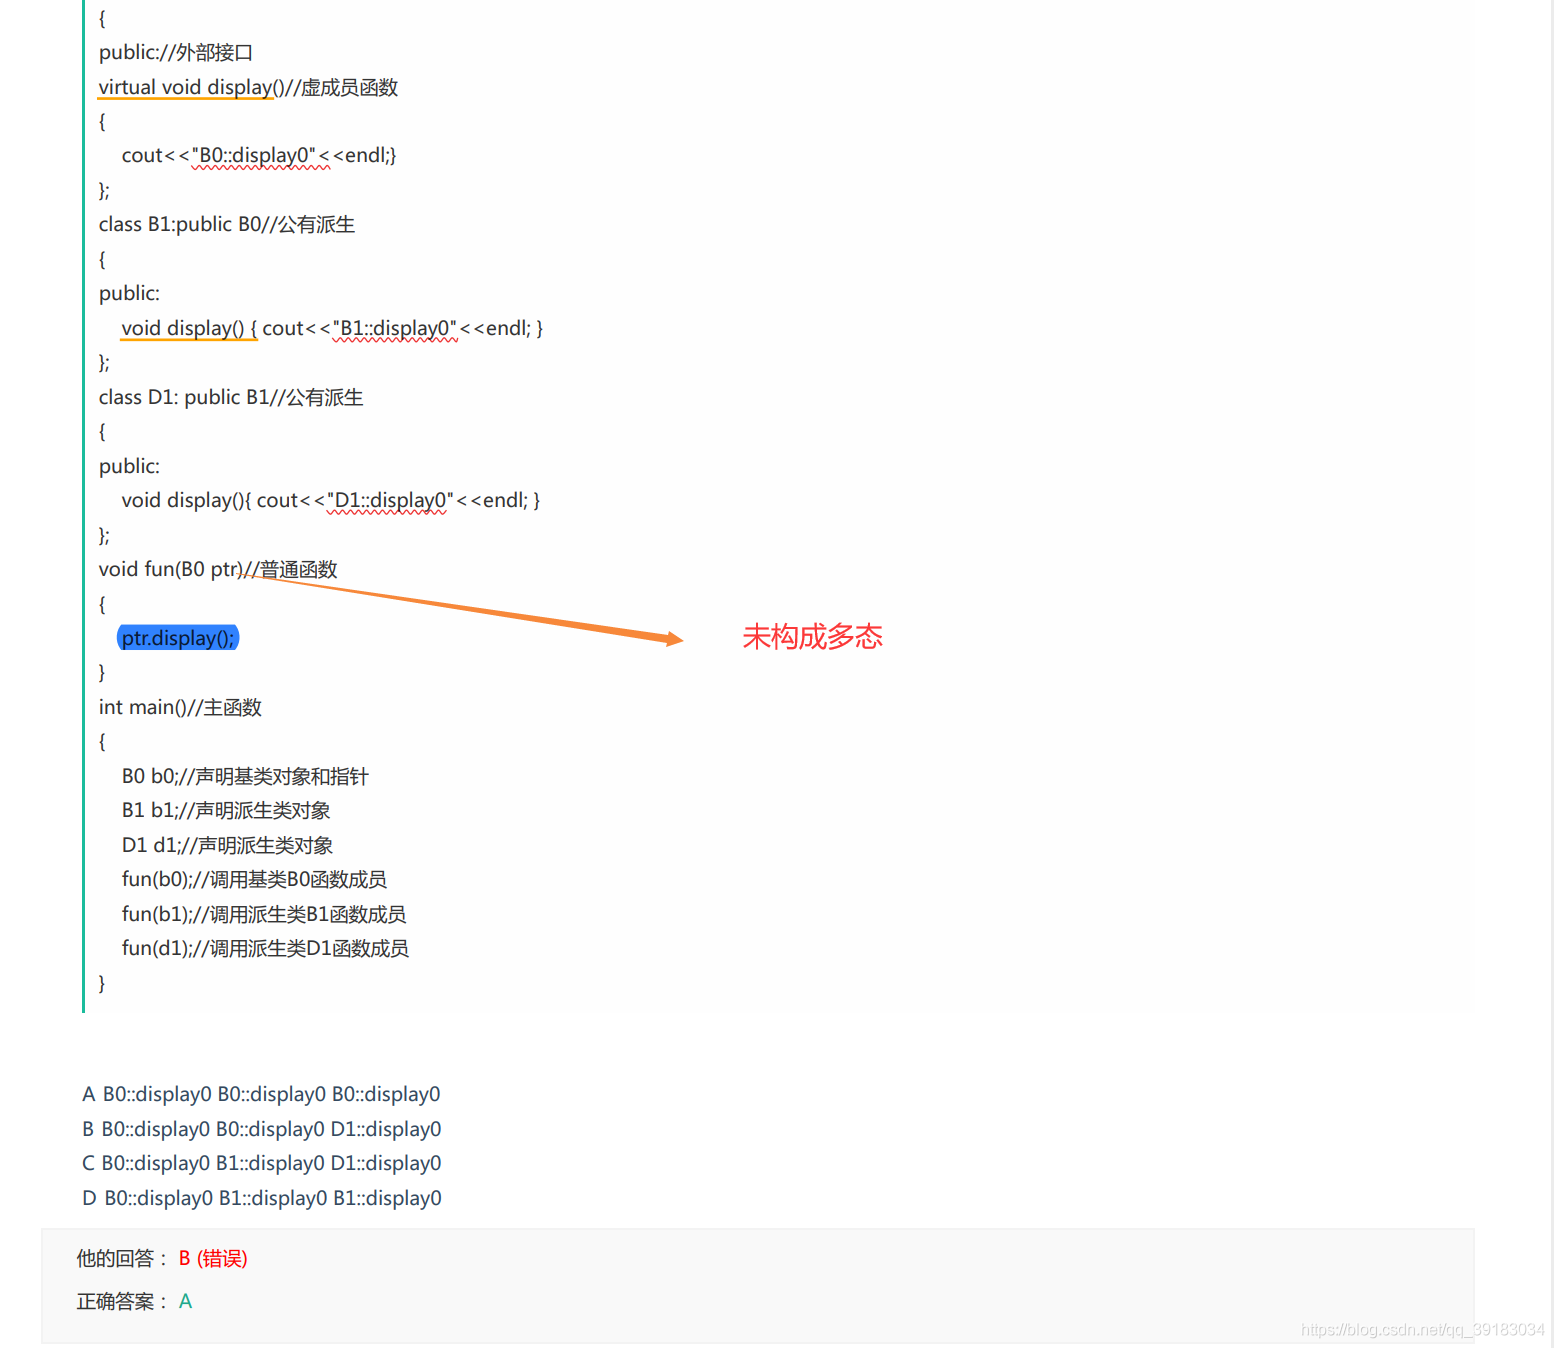 {
public://外部接口
virtual void display()//虚成员函数
{
cout<<"B0::display0"<<endl;}
};
class B1:public B0//公有派生
{
public:
void display() { cout<<"B1::display0"<<endl; }
};
class D1: public B1//公有派生
{
public:
void display(){ cout<<"D1::display0"<<endl; }
};
void fun(B0 ptr)//普通函数
{
ptr.display();
未构成多态
}
int main()//主函数
{
B0 b0;//声明基类对象和指针
B1 b1;//声明派生类对象
D1 d1;//声明派生类对象
fun(b0);//调用基类B0函数成员
fun(b1);//调用派生类B1函数成员
fun(d1);//调用派生类D1函数成员
}
A B0::display0 B0::display0 B0::display0
B B0::display0 B0::display0 D1::display0
C B0::display0 B1::display0 D1::display0
D B0::display0 B1::display0 B1::display0
他的回答： B (错误)
正确答案： A
https://blog.csdn.net/qq_39183034